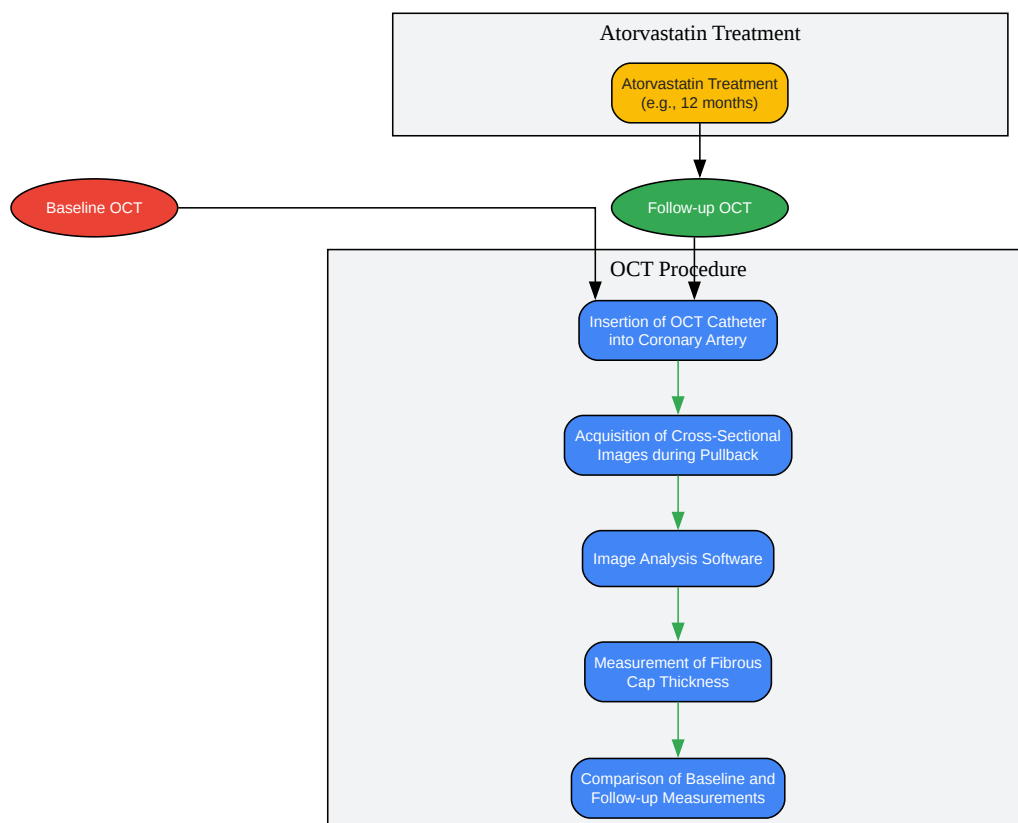 Atorvastatin Treatment
Atorvastatin Treatment
(e.g., 12 months)
Baseline OCT
Follow-up OCT
OCT Procedure
Insertion of OCT Catheter
into Coronary Artery
Acquisition of Cross-Sectional
Images during Pullback
Image Analysis Software
Measurement of Fibrous
Cap Thickness
Comparison of Baseline and
Follow-up Measurements